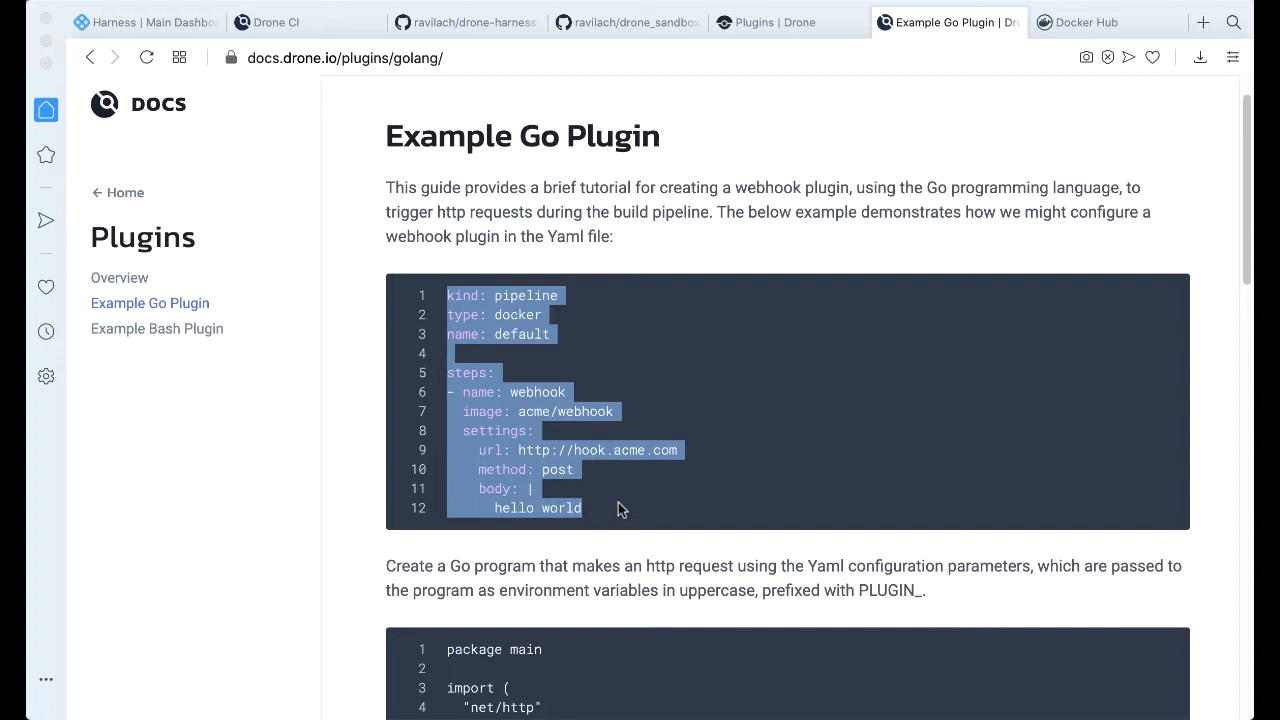 Harness | Main Dashbo
Drone CI
ravilach/drone-harness
ravilach/drone_sandbox
Plugins | Drone
Example Go Plugin | Dr
Docker Hub
docs.drone.io/plugins/golang/
DOCS
← Home
Plugins
Overview
Example Go Plugin
Example Bash Plugin
Example Go Plugin
This guide provides a brief tutorial for creating a webhook plugin, using the Go programming language, to
trigger http requests during the build pipeline. The below example demonstrates how we might configure a
webhook plugin in the Yaml file:
1 kind: pipeline
2 type: docker
3 name: default
4
5 steps:
6 - name: webhook
7 image: acme/webhook
8 settings:
9 url: http://hook.acme.com
10 method: post
11 body: |
12 hello world
Create a Go program that makes an http request using the Yaml configuration parameters, which are passed to
the program as environment variables in uppercase, prefixed with PLUGIN_.
1 package main
2
3 import (
4 "net/http"